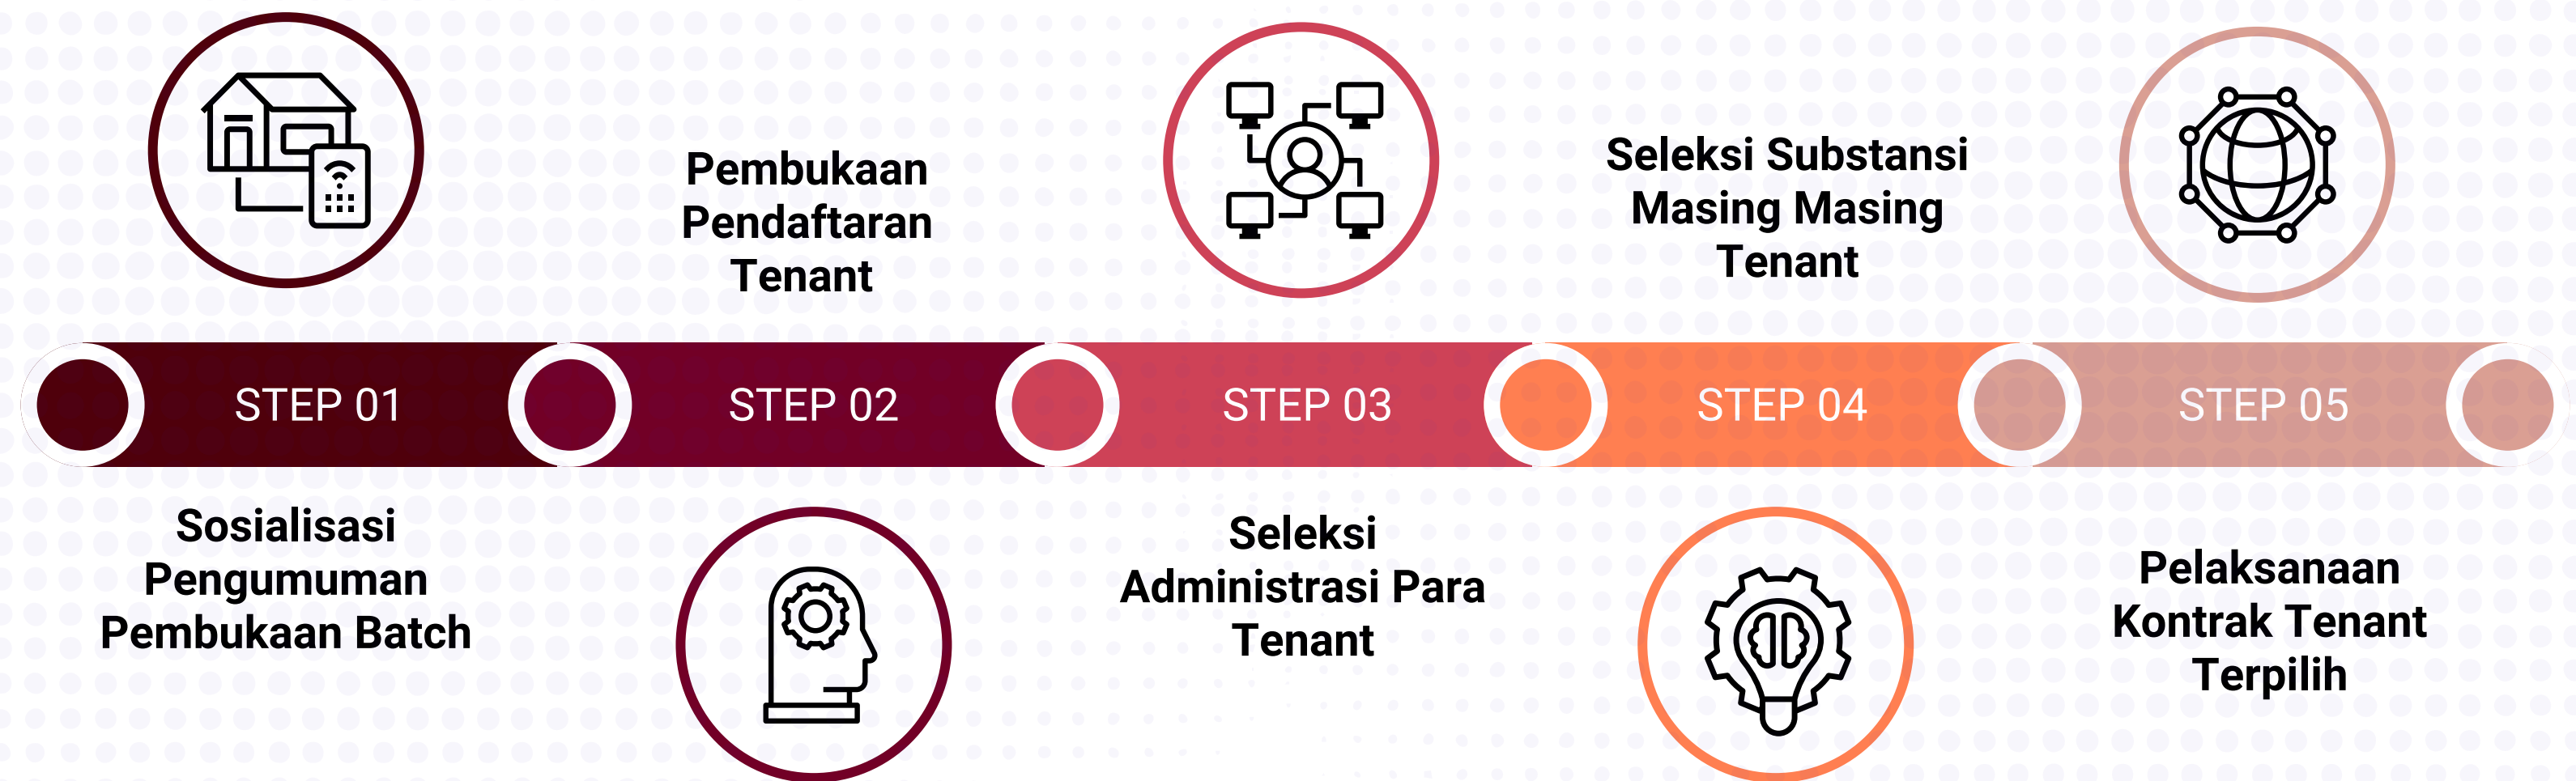 Pembukaan
Pendaftaran
Tenant
Seleksi Substansi
Masing Masing
Tenant
STEP 01
STEP 02
STEP 03
STEP 04
STEP 05
Sosialisasi
Pengumuman
Pembukaan Batch
Seleksi
Administrasi Para
Tenant
Pelaksanaan
Kontrak Tenant
Terpilih